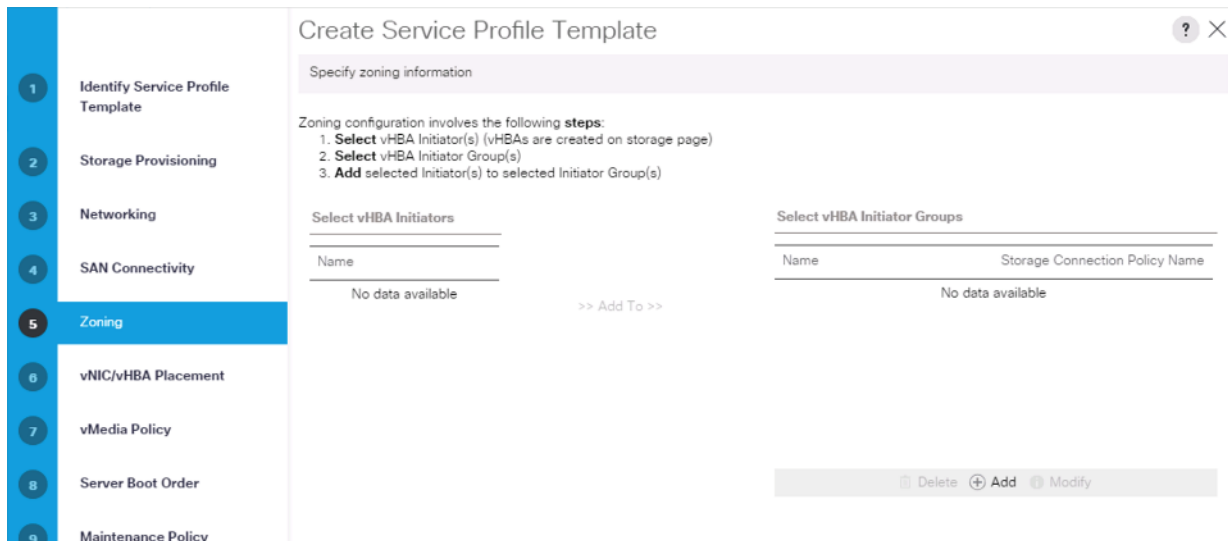 Create Service Profile Template
?
Specify zoning information
1
Identify Service Profile
Template
2
Storage Provisioning
3
Networking
4
SAN Connectivity
5
Zoning
6
vNIC/vHBA Placement
7
vMedia Policy
8
Server Boot Order
9
Maintenance Policy
Zoning configuration involves the following steps:
1. Select vHBA Initiator(s) (vHBAs are created on storage page)
2. Select vHBA Initiator Group(s)
3. Add selected Initiator(s) to selected Initiator Group(s)
Select vHBA Initiators
Name
No data available
>> Add To >>
Select vHBA Initiator Groups
Name Storage Connection Policy Name
No data available
Delete Add Modify